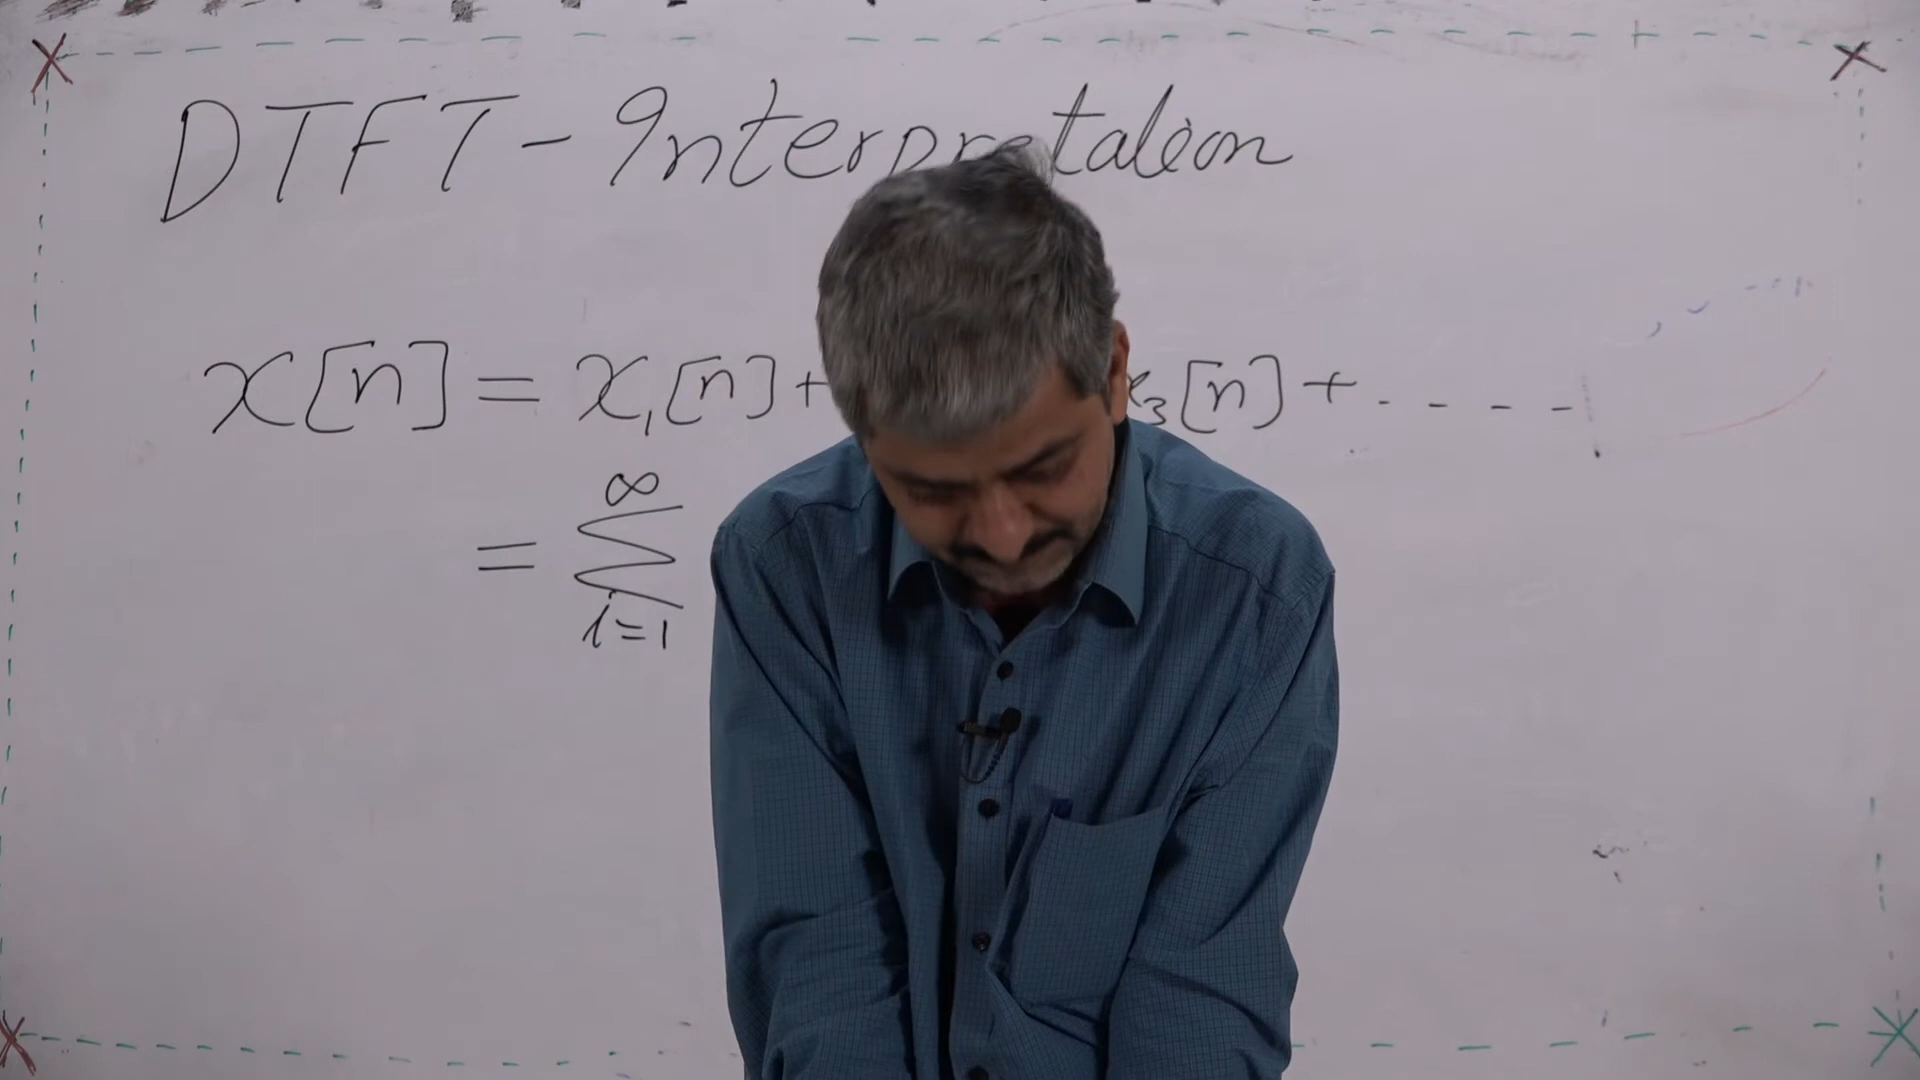 DTFT - Interpretation
x[n] = x₁[n] + x₃[n] + - - - -
= ∞ Σ i=1